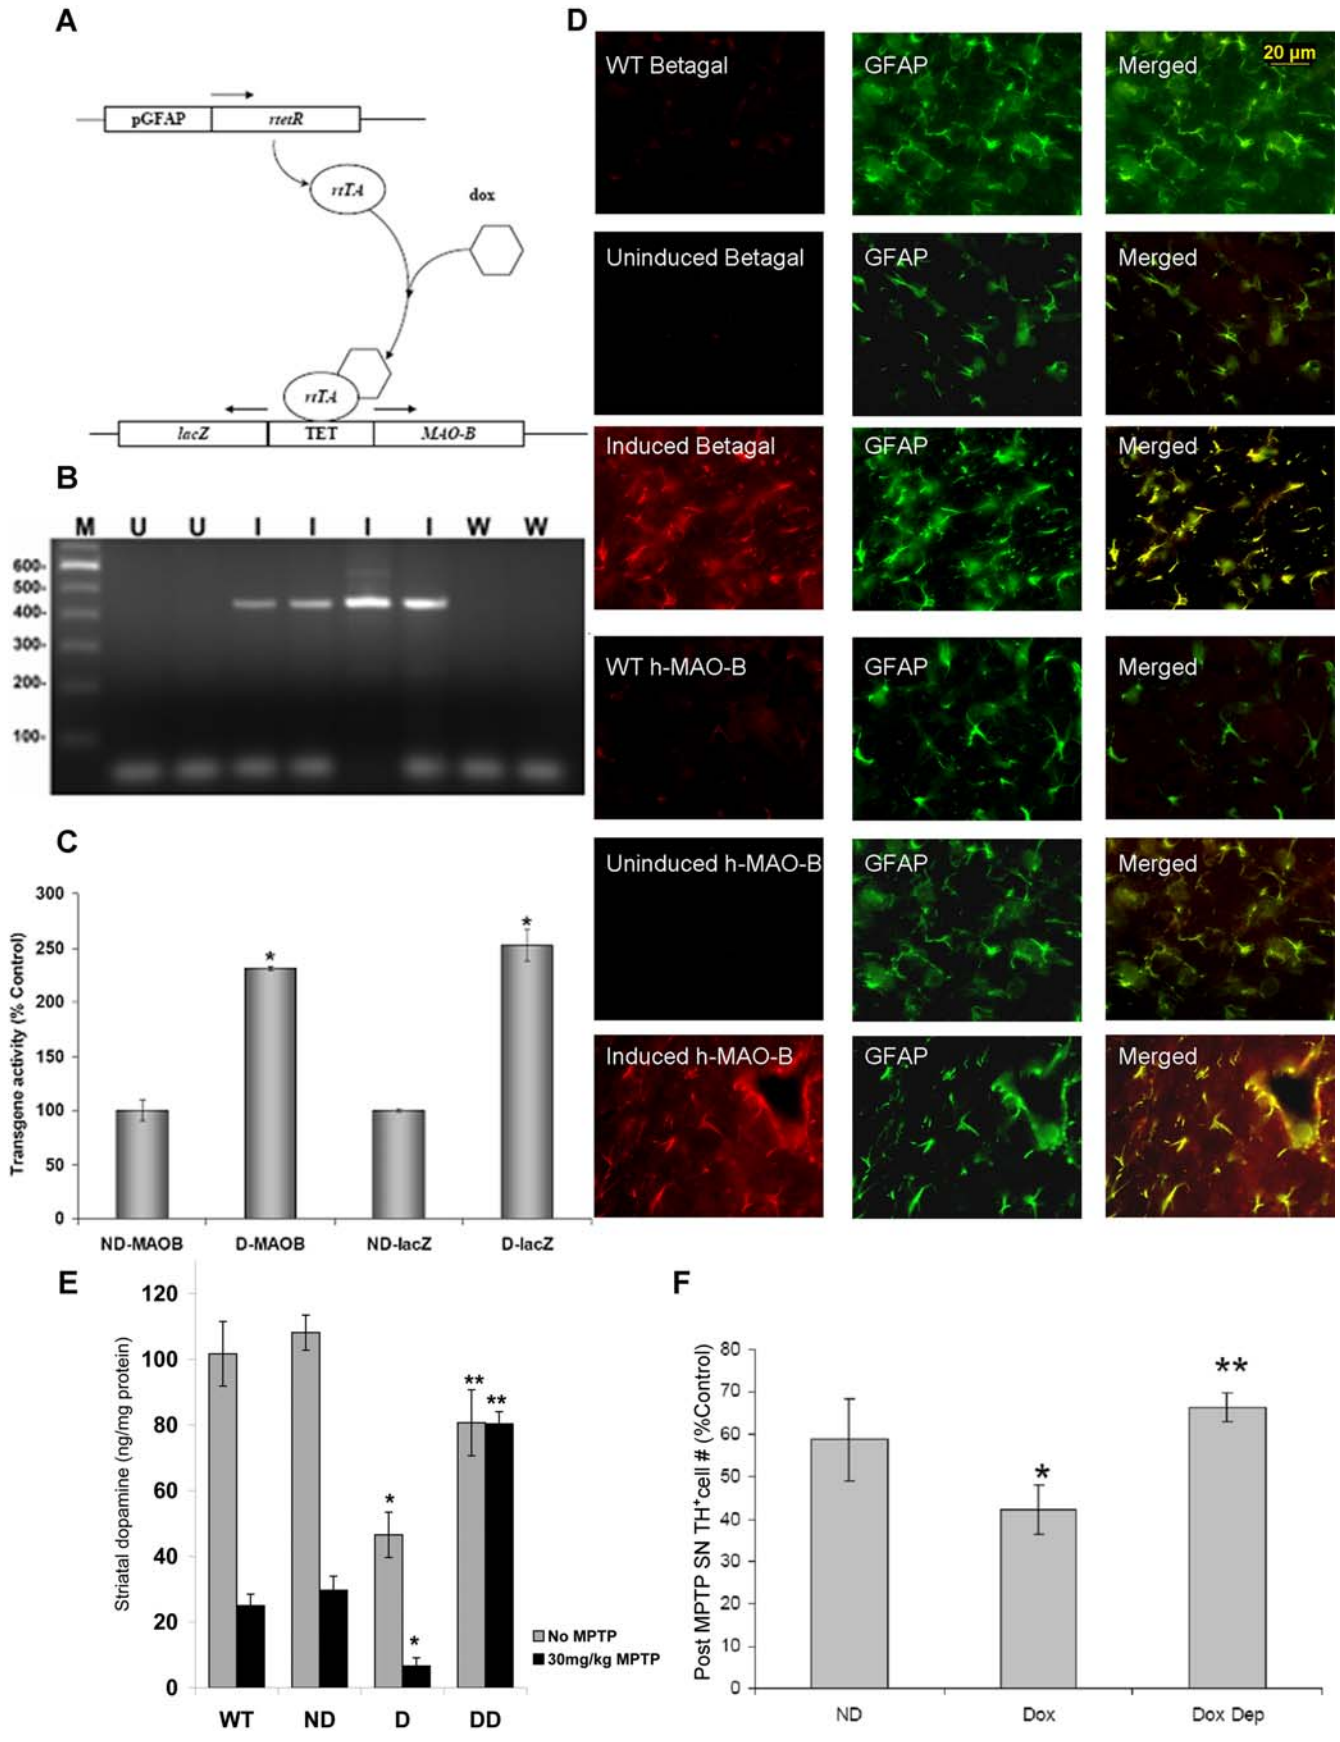 A
pGFAP rtetR
rtTA
dox
rtTA
lacZ TET MAO-B
B
M U U I I I I W W
600-
500-
400-
300-
200-
100-
C
Transgene activity (% Control)
300
250
200
150
100
50
0
* *
ND-MAOB D-MAOB ND-lacZ D-lacZ
D
WT Betagal GFAP Merged 20 µm
Uninduced Betagal GFAP Merged
Induced Betagal GFAP Merged
WT h-MAO-B GFAP Merged
Uninduced h-MAO-B GFAP Merged
Induced h-MAO-B GFAP Merged
E
Striatal dopamine (ng/mg protein)
120
100
80
60
40
20
0
* * ** **
WT ND D DD
No MPTP
30mg/kg MPTP
F
Post MPTP SN TH+cell # (%Control)
80
70
60
50
40
30
20
10
0
* **
ND Dox Dox Dep